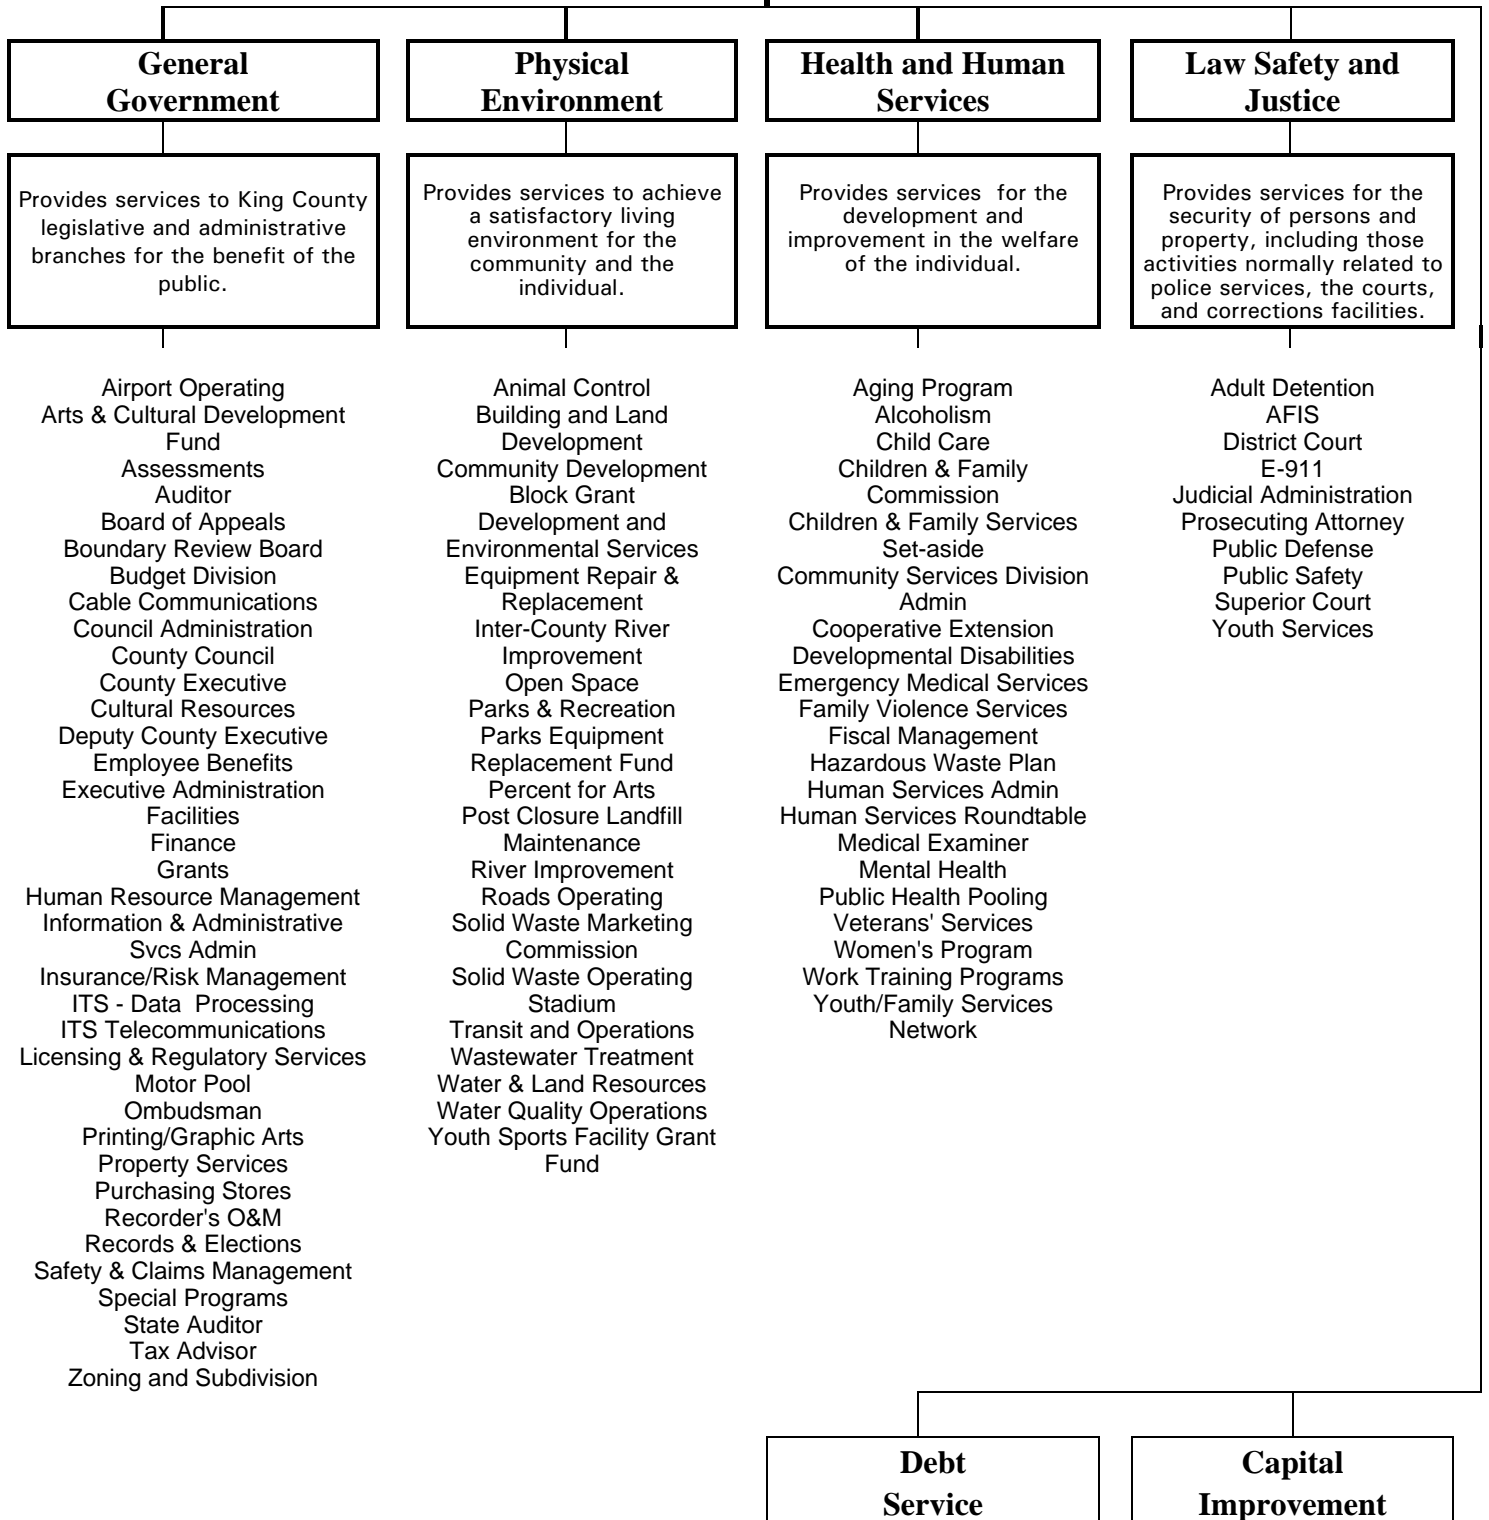 General
Government
Provides services to King County
legislative and administrative
branches for the benefit of the
public.
Airport Operating
Arts & Cultural Development
Fund
Assessments
Auditor
Board of Appeals
Boundary Review Board
Budget Division
Cable Communications
Council Administration
County Council
County Executive
Cultural Resources
Deputy County Executive
Employee Benefits
Executive Administration
Facilities
Finance
Grants
Human Resource Management
Information & Administrative
Svcs Admin
Insurance/Risk Management
ITS - Data Processing
ITS Telecommunications
Licensing & Regulatory Services
Motor Pool
Ombudsman
Printing/Graphic Arts
Property Services
Purchasing Stores
Recorder's O&M
Records & Elections
Safety & Claims Management
Special Programs
State Auditor
Tax Advisor
Zoning and Subdivision
Physical
Environment
Provides services to achieve
a satisfactory living
environment for the
community and the
individual.
Animal Control
Building and Land
Development
Community Development
Block Grant
Development and
Environmental Services
Equipment Repair &
Replacement
Inter-County River
Improvement
Open Space
Parks & Recreation
Parks Equipment
Replacement Fund
Percent for Arts
Post Closure Landfill
Maintenance
River Improvement
Roads Operating
Solid Waste Marketing
Commission
Solid Waste Operating
Stadium
Transit and Operations
Wastewater Treatment
Water & Land Resources
Water Quality Operations
Youth Sports Facility Grant
Fund
Health and Human
Services
Provides services for the
development and
improvement in the welfare
of the individual.
Aging Program
Alcoholism
Child Care
Children & Family
Commission
Children & Family Services
Set-aside
Community Services Division
Admin
Cooperative Extension
Developmental Disabilities
Emergency Medical Services
Family Violence Services
Fiscal Management
Hazardous Waste Plan
Human Services Admin
Human Services Roundtable
Medical Examiner
Mental Health
Public Health Pooling
Veterans' Services
Women's Program
Work Training Programs
Youth/Family Services
Network
Law Safety and
Justice
Provides services for the
security of persons and
property, including those
activities normally related to
police services, the courts,
and corrections facilities.
Adult Detention
AFIS
District Court
E-911
Judicial Administration
Prosecuting Attorney
Public Defense
Public Safety
Superior Court
Youth Services
Debt
Service
Capital
Improvement